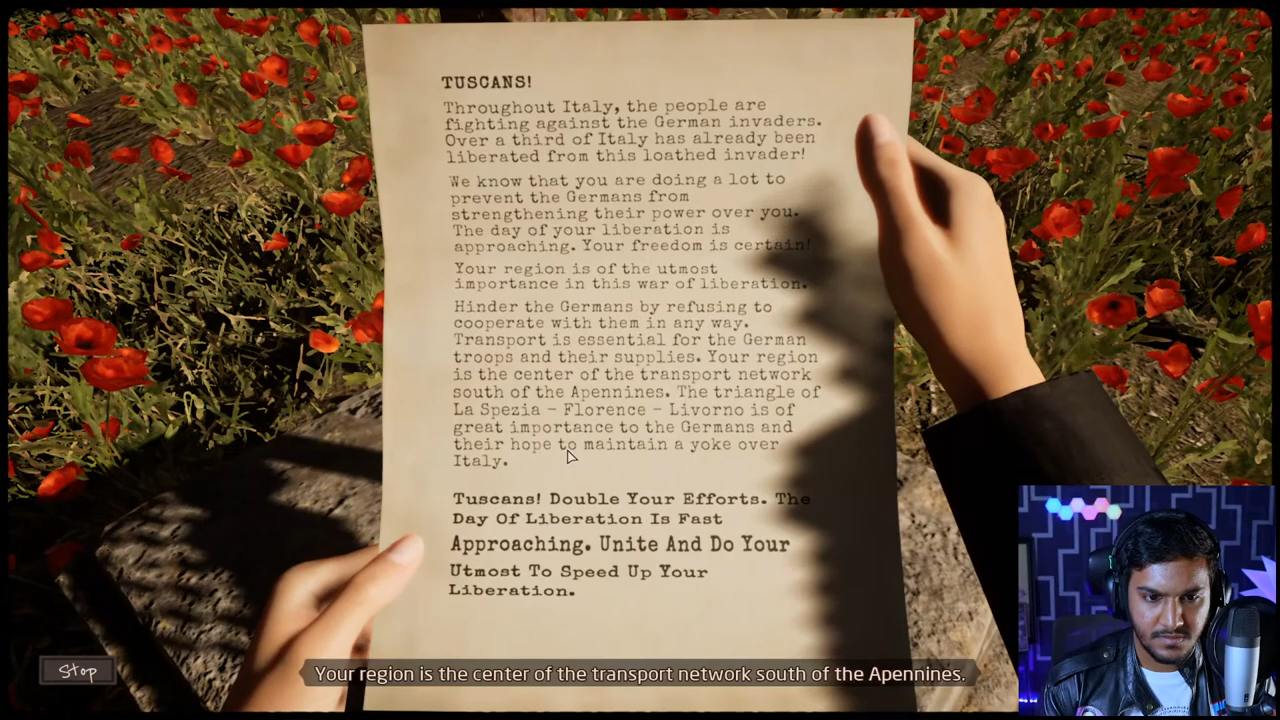 TUSCANS!
Throughout Italy, the people are
fighting against the German invaders.
Over a third of Italy has already been
liberated from this loathed invader!
We know that you are doing a lot to
prevent the Germans from
strengthening their power over you.
The day of your liberation is
approaching. Your freedom is certain!
Your region is of the utmost
importance in this war of liberation.
Hinder the Germans by refusing to
cooperate with them in any way.
Transport is essential for the German
troops and their supplies. Your region
is the center of the transport network
south of the Apennines. The triangle of
La Spezia – Florence – Livorno is of
great importance to the Germans and
their hope to maintain a yoke over
Italy.
Tuscans! Double Your Efforts. The
Day Of Liberation Is Fast
Approaching. Unite And Do Your
Utmost To Speed Up Your
Liberation.
Stop
Your region is the center of the transport network south of the Apennines.